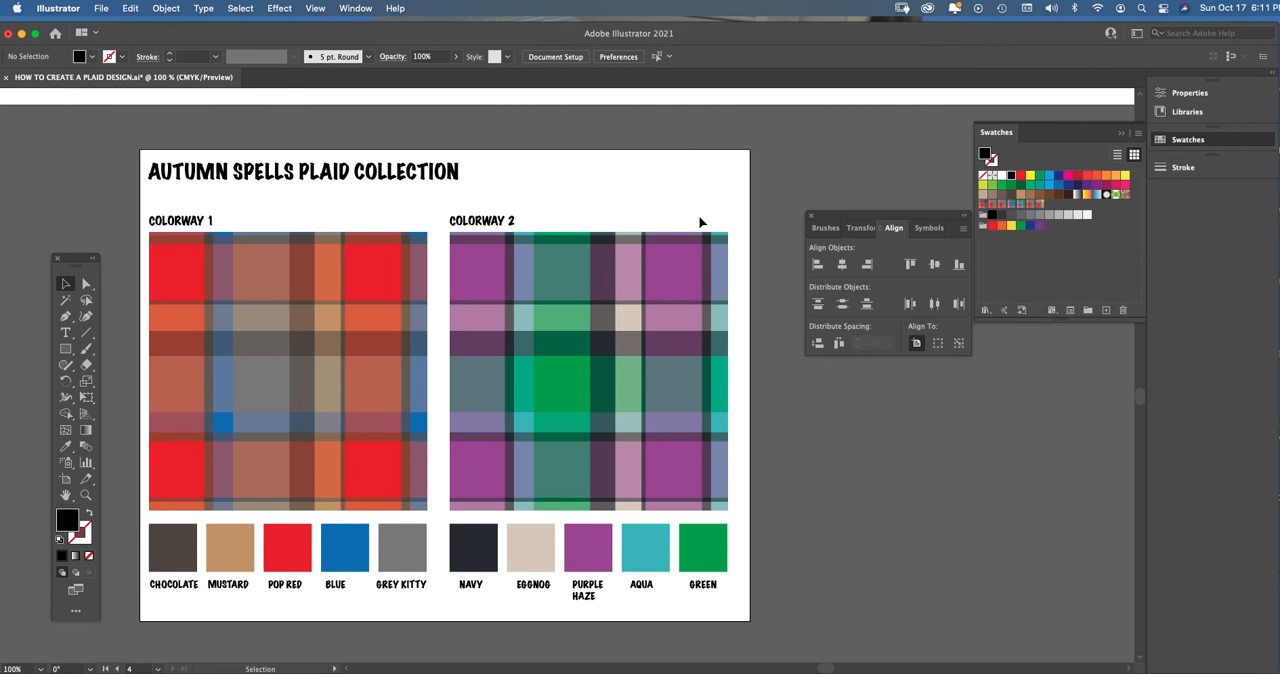 Illustrator File Edit Object Type Select Effect View Window Help Sun Oct 17 6:11 P
Adobe Illustrator 2021
Search Adobe Help
No Selection Stroke: 5 pt. Round Opacity: 100% Style: Document Setup Preferences
HOW TO CREATE A PLAID DESIGN.ai* @ 100 % (CMYK/Preview)
Properties
Libraries
Swatches
Stroke
Swatches
Brushes Transfor Align Symbols
Align Objects:
Distribute Objects:
Distribute Spacing: Align To:
AUTUMN SPELLS PLAID COLLECTION
COLORWAY 1 COLORWAY 2
CHOCOLATE MUSTARD POP RED BLUE GREY KITTY NAVY EGGNOG PURPLE AQUA GREEN
HAZE
100% 0° 4 Selection